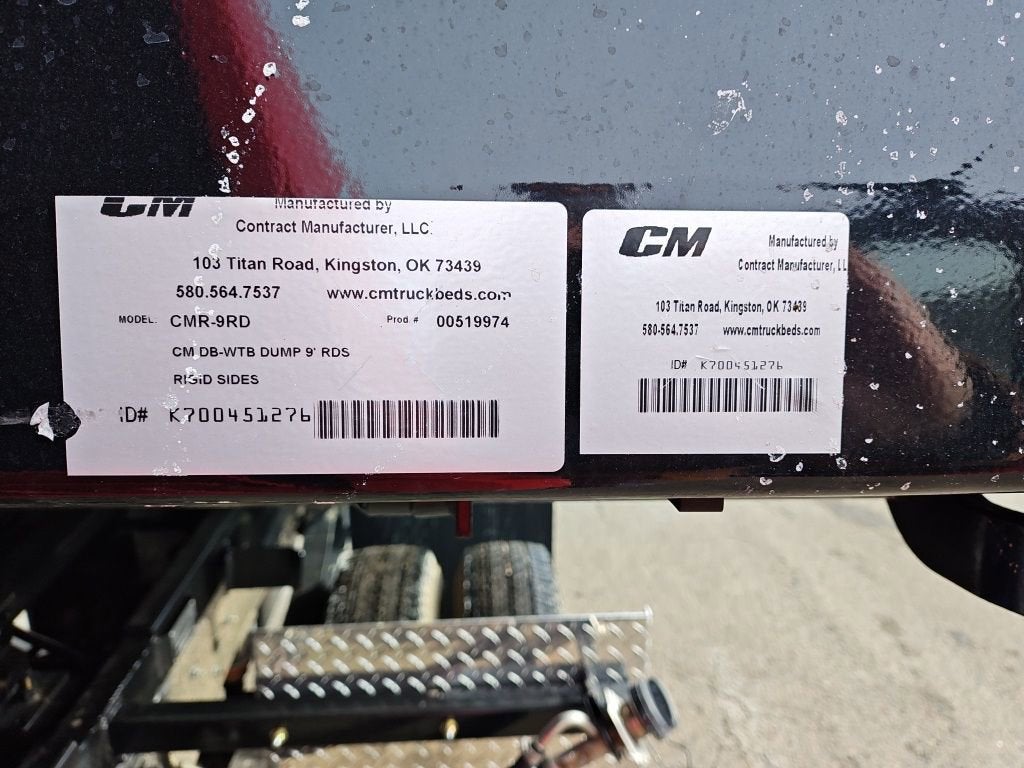 CM Manufactured by
Contract Manufacturer, LLC.
103 Titan Road, Kingston, OK 73439
580.564.7537 www.cmtruckbeds.com
MODEL: CMR-9RD Prod # 00519974
CM DB-WTB DUMP 9' RDS
RIGID SIDES
ID# K700451276
CM Manufactured by
Contract Manufacturer, LL
103 Titan Road, Kingston, OK 73439
580-564-7537 www.cmtruckbeds.com
ID# K700451276